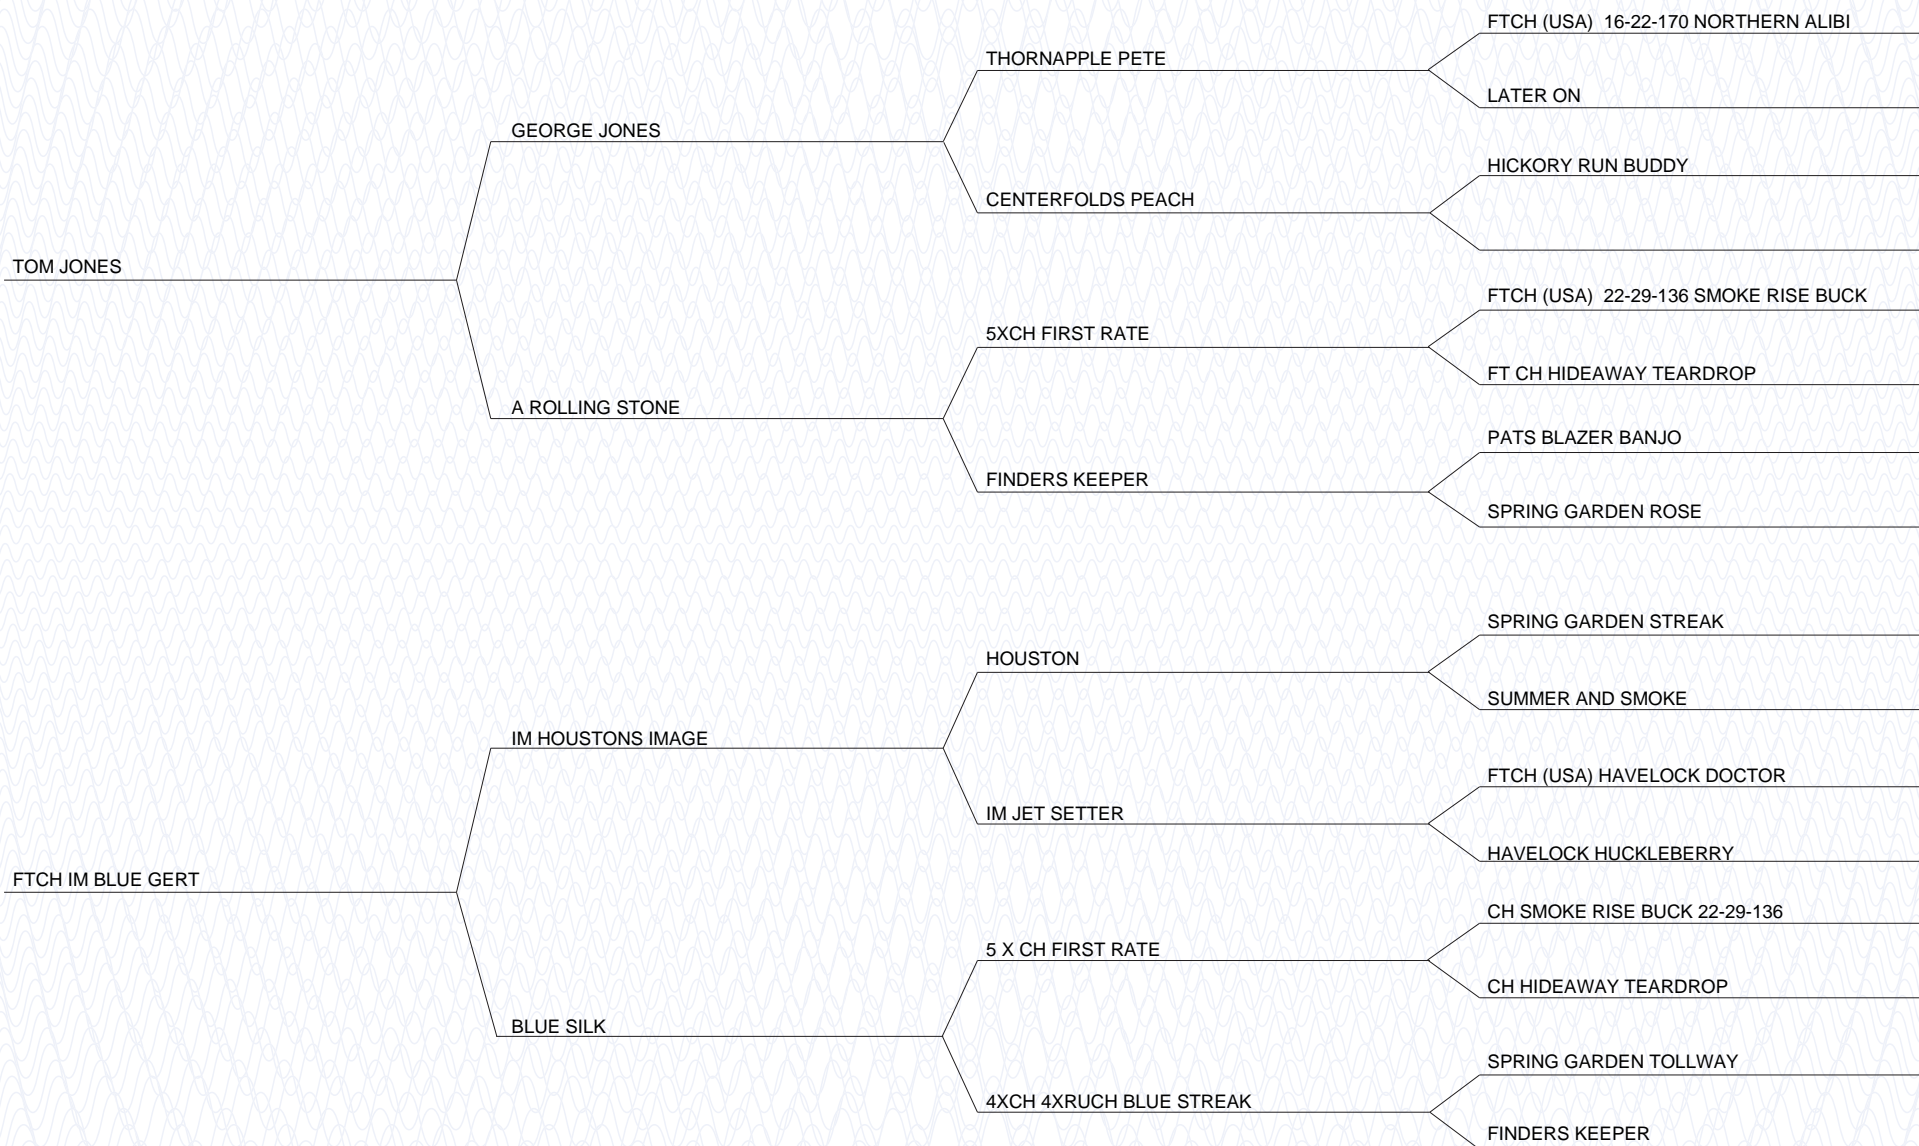 FTCH (USA)  16-22-170 NORTHERN ALIBI
THORNAPPLE PETE
LATER ON
GEORGE JONES
HICKORY RUN BUDDY
CENTERFOLDS PEACH
TOM JONES
FTCH (USA)  22-29-136 SMOKE RISE BUCK
5XCH FIRST RATE
FT CH HIDEAWAY TEARDROP
A ROLLING STONE
PATS BLAZER BANJO
FINDERS KEEPER
SPRING GARDEN ROSE
SPRING GARDEN STREAK
HOUSTON
SUMMER AND SMOKE
IM HOUSTONS IMAGE
FTCH (USA) HAVELOCK DOCTOR
IM JET SETTER
HAVELOCK HUCKLEBERRY
FTCH IM BLUE GERT
CH SMOKE RISE BUCK 22-29-136
5 X CH FIRST RATE
CH HIDEAWAY TEARDROP
BLUE SILK
SPRING GARDEN TOLLWAY
4XCH 4XRUCH BLUE STREAK
FINDERS KEEPER